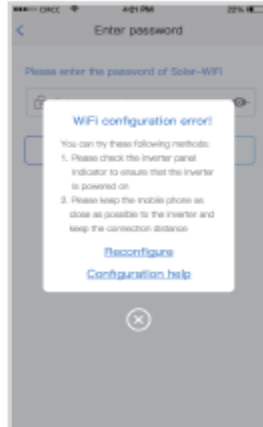 4:21 PM 22%
Enter password
Please enter the password of Solar-WiFi
WiFi configuration error!
You can try these following methods:
1. Please check the inverter panel
indicator to ensure that the inverter
is powered on
2. Please keep the mobile phone as
close as possible to the inverter and
keep the connection distance
Reconfigure
Configuration help